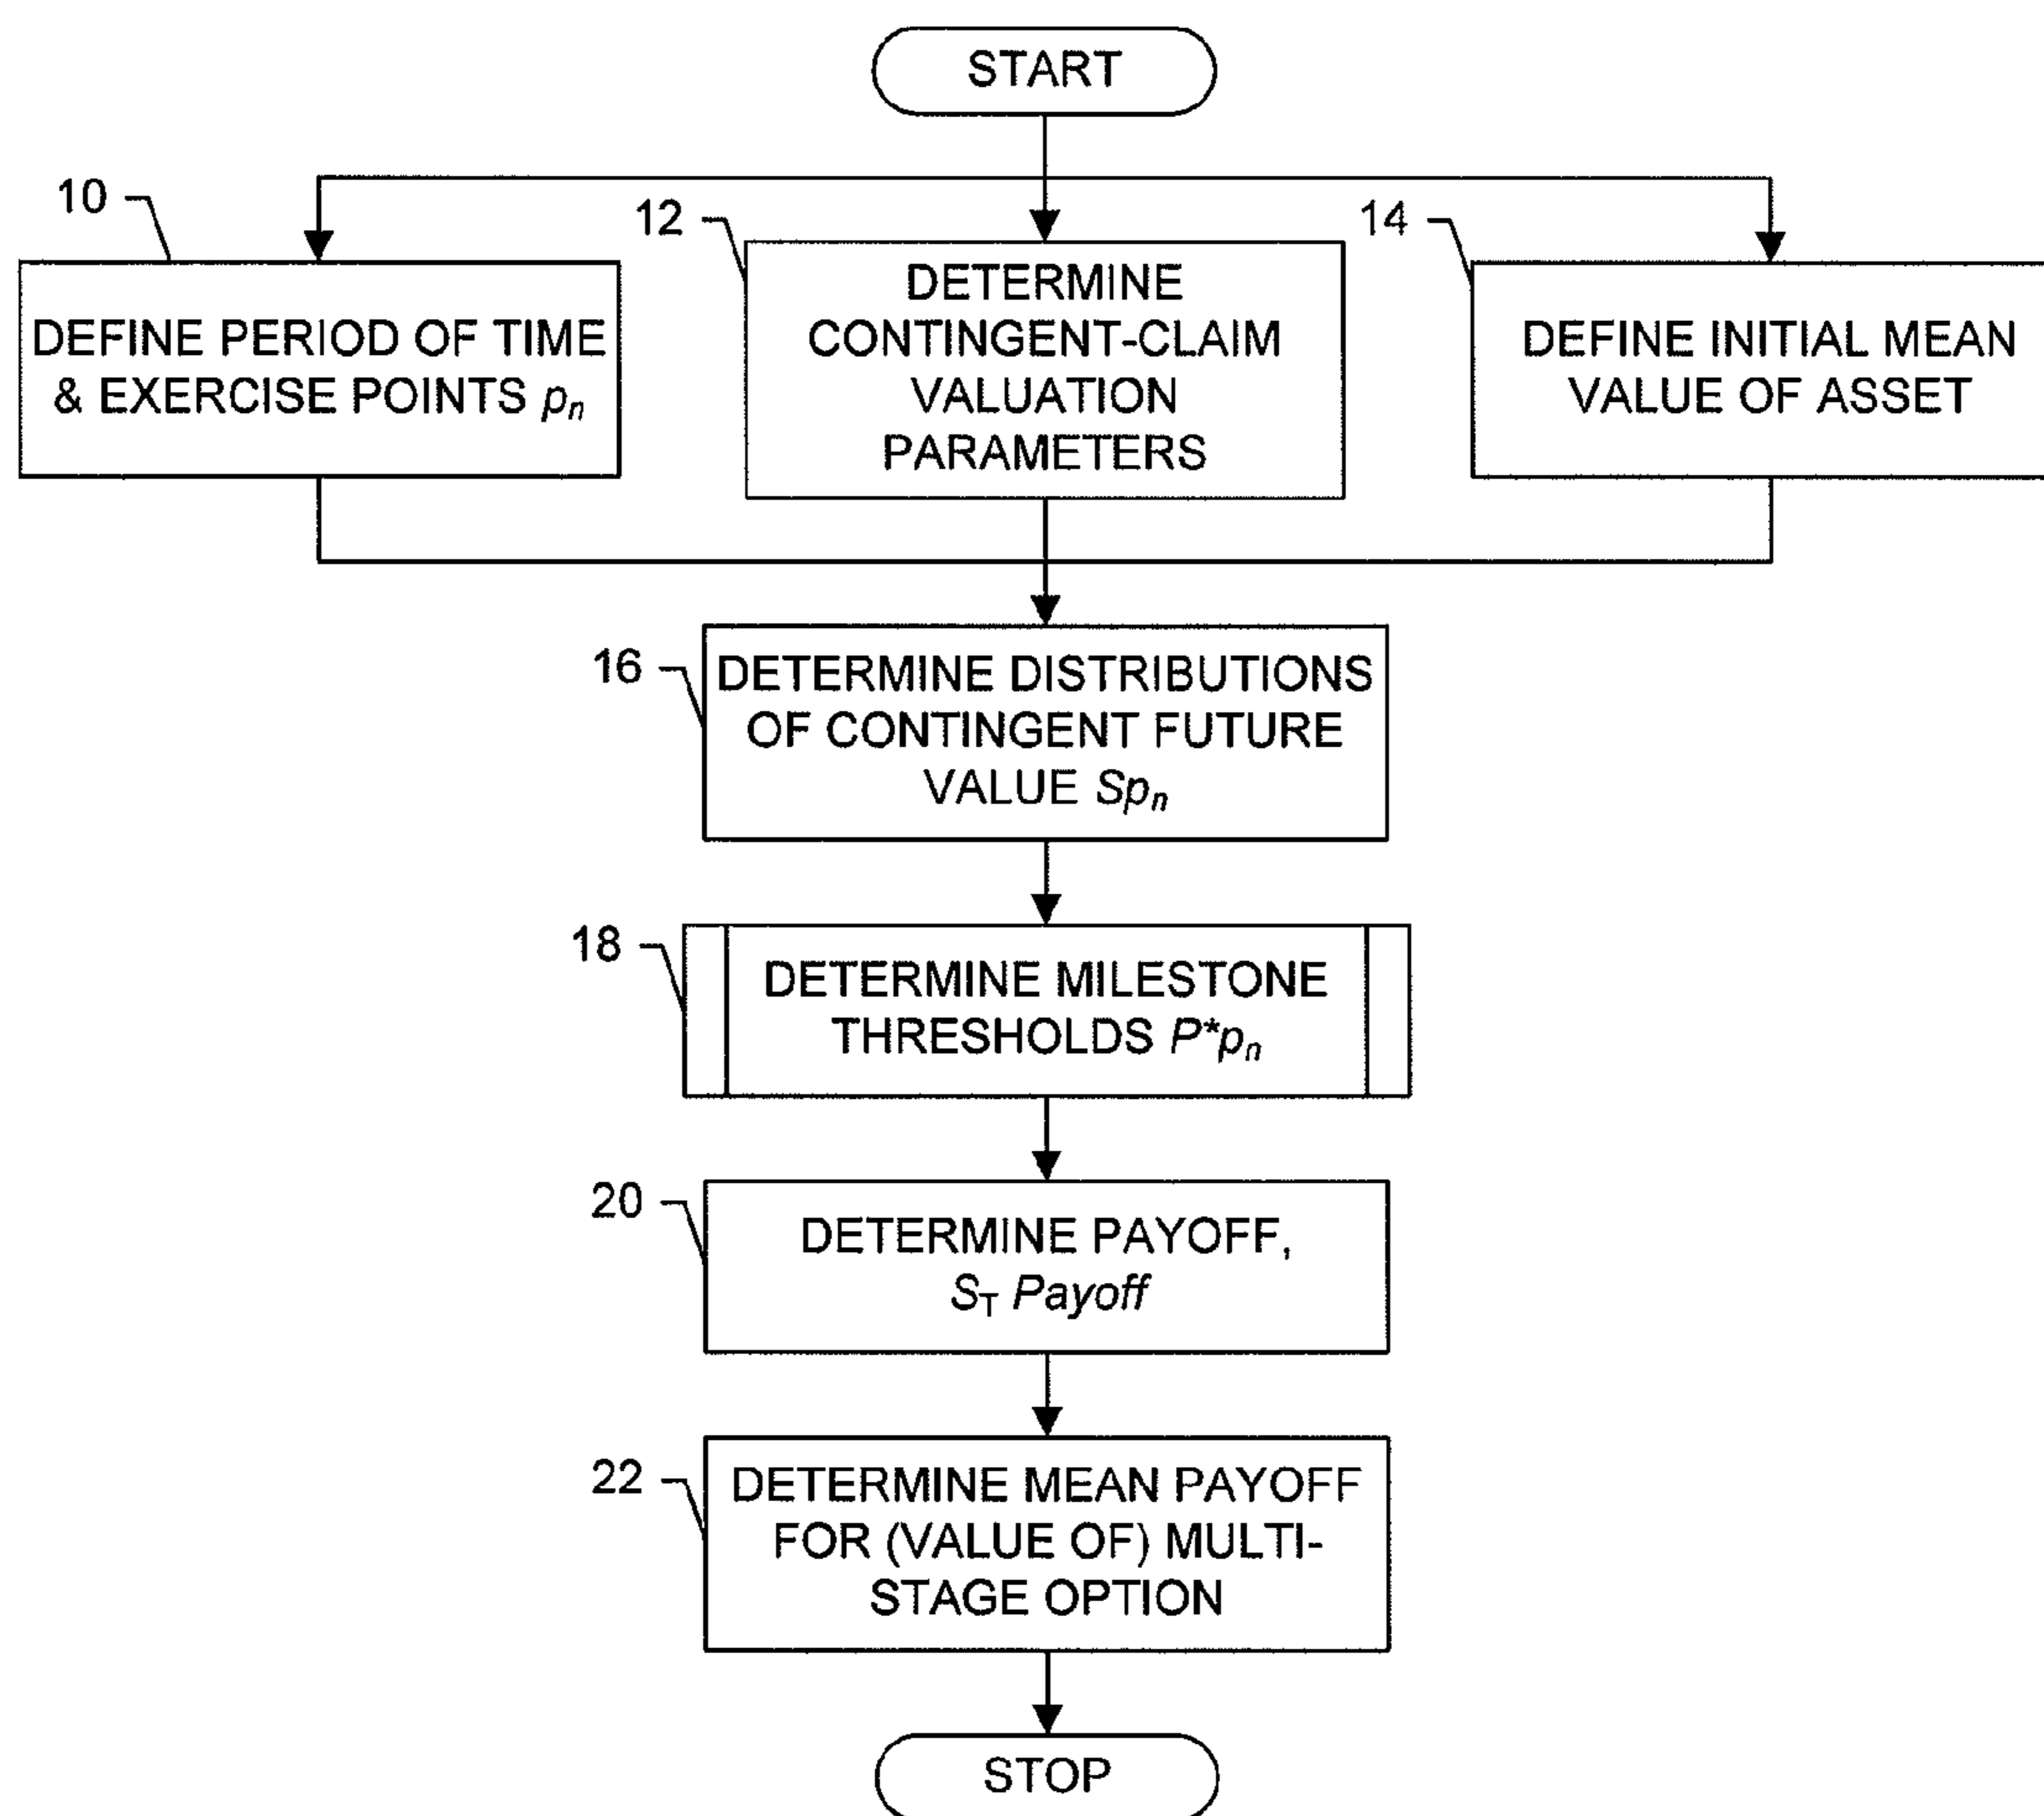 START
10
12
14
DEFINE PERIOD OF TIME
& EXERCISE POINTS pₙ
DETERMINE
CONTINGENT-CLAIM
VALUATION
PARAMETERS
DEFINE INITIAL MEAN
VALUE OF ASSET
16
DETERMINE DISTRIBUTIONS
OF CONTINGENT FUTURE
VALUE Spₙ
18
DETERMINE MILESTONE
THRESHOLDS P*pₙ
20
DETERMINE PAYOFF,
S_T Payoff
22
DETERMINE MEAN PAYOFF
FOR (VALUE OF) MULTI-
STAGE OPTION
STOP